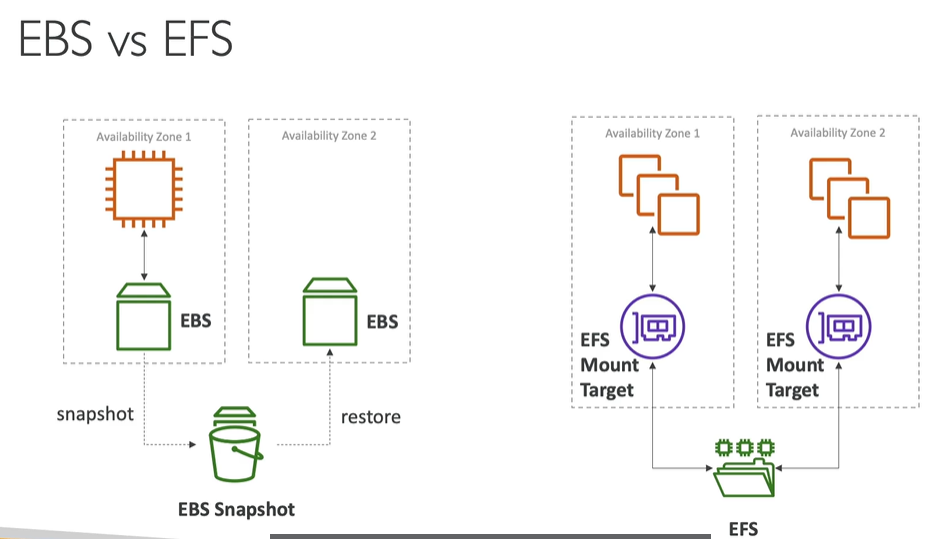 EBS vs EFS
Availability Zone 1
Availability Zone 2
EBS
EBS
snapshot
restore
EBS Snapshot
Availability Zone 1
Availability Zone 2
EFS
Mount
Target
EFS
Mount
Target
EFS